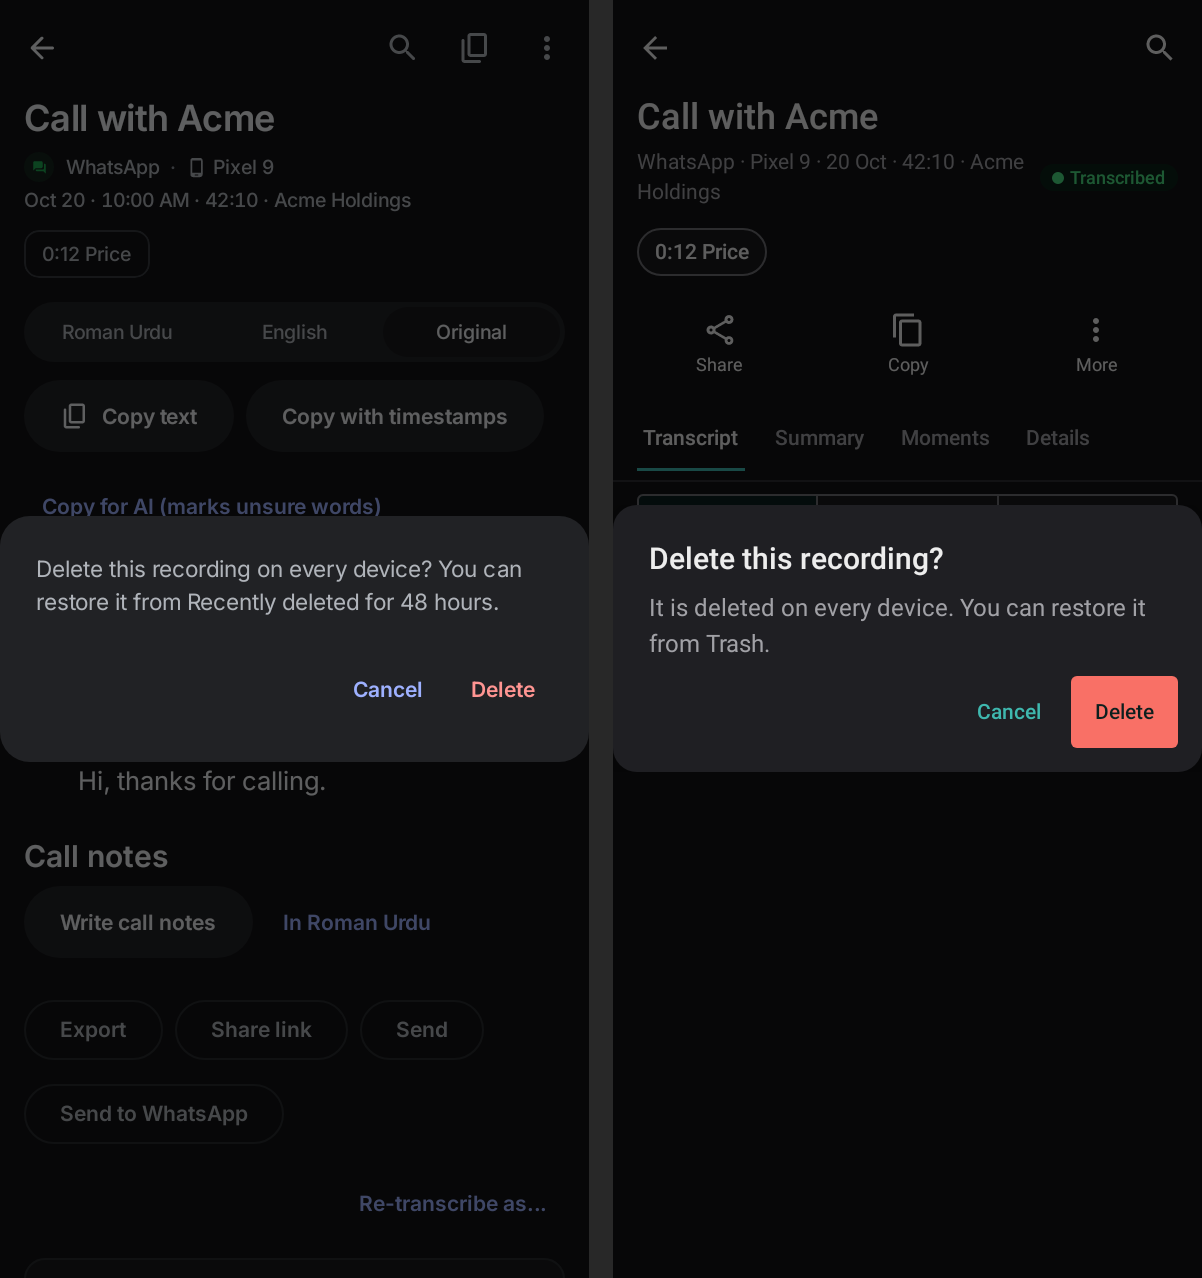 Call with Acme
WhatsApp · Pixel 9
Oct 20 · 10:00 AM · 42:10 · Acme Holdings
0:12 Price
Roman Urdu English Original
Copy text Copy with timestamps
Copy for AI (marks unsure words)
Delete this recording on every device? You can
restore it from Recently deleted for 48 hours.
Cancel Delete
Hi, thanks for calling.
Call notes
Write call notes In Roman Urdu
Export Share link Send
Send to WhatsApp
Re-transcribe as...
Call with Acme
WhatsApp · Pixel 9 · 20 Oct · 42:10 · Acme
Holdings
Transcribed
0:12 Price
Share Copy More
Transcript Summary Moments Details
Delete this recording?
It is deleted on every device. You can restore it
from Trash.
Cancel Delete